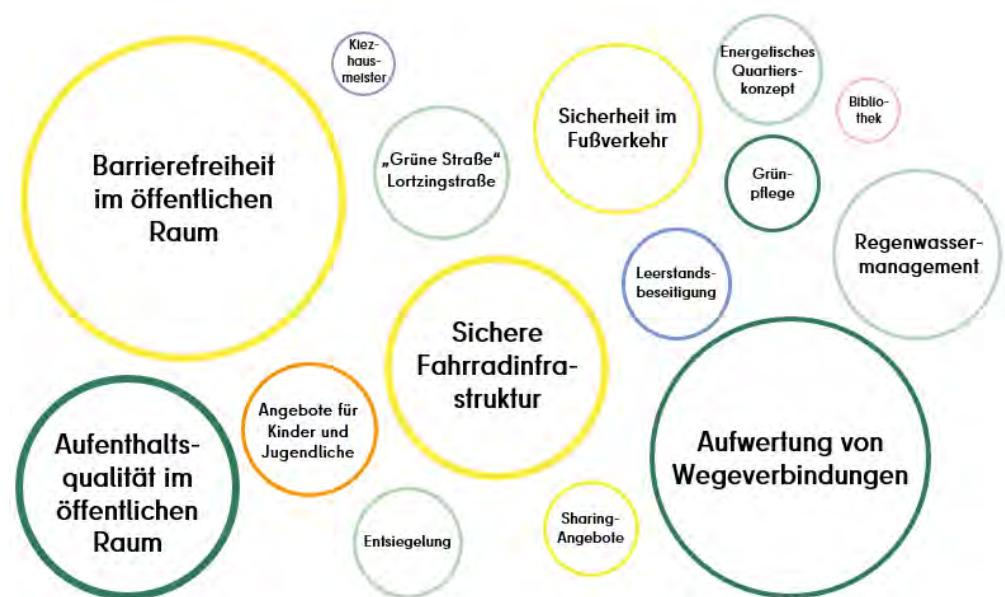 Kiez-
haus-
meister
Energetisches
Quartiers-
konzept
Biblio-
thek
Sicherheit im
Fußverkehr
„Grüne Straße“
Lortzingstraße
Barrierefreiheit
im öffentlichen
Raum
Grün-
pflege
Regenwasser-
management
Leerstands-
beseitigung
Sichere
Fahrradinfra-
struktur
Angebote für
Kinder und
Jugendliche
Aufenthalts-
qualität im
öffentlichen
Raum
Aufwertung von
Wegeverbindungen
Entsiegelung
Sharing-
Angebote